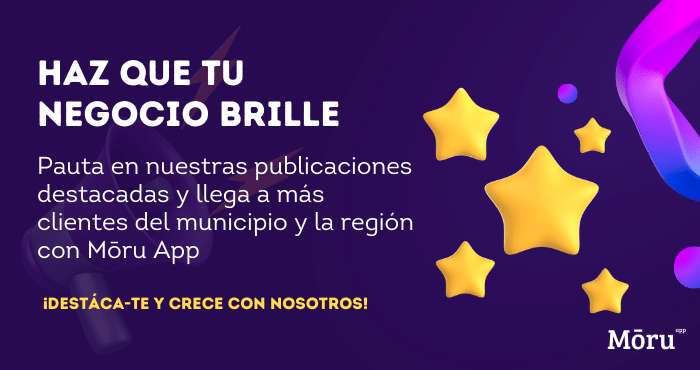 HAZ QUE TU
NEGOCIO BRILLE
Pauta en nuestras publicaciones
destacadas y llega a más
clientes del municipio y la región
con Mōru App
¡DESTÁCA-TE Y CRECE CON NOSOTROS!
Mōru app